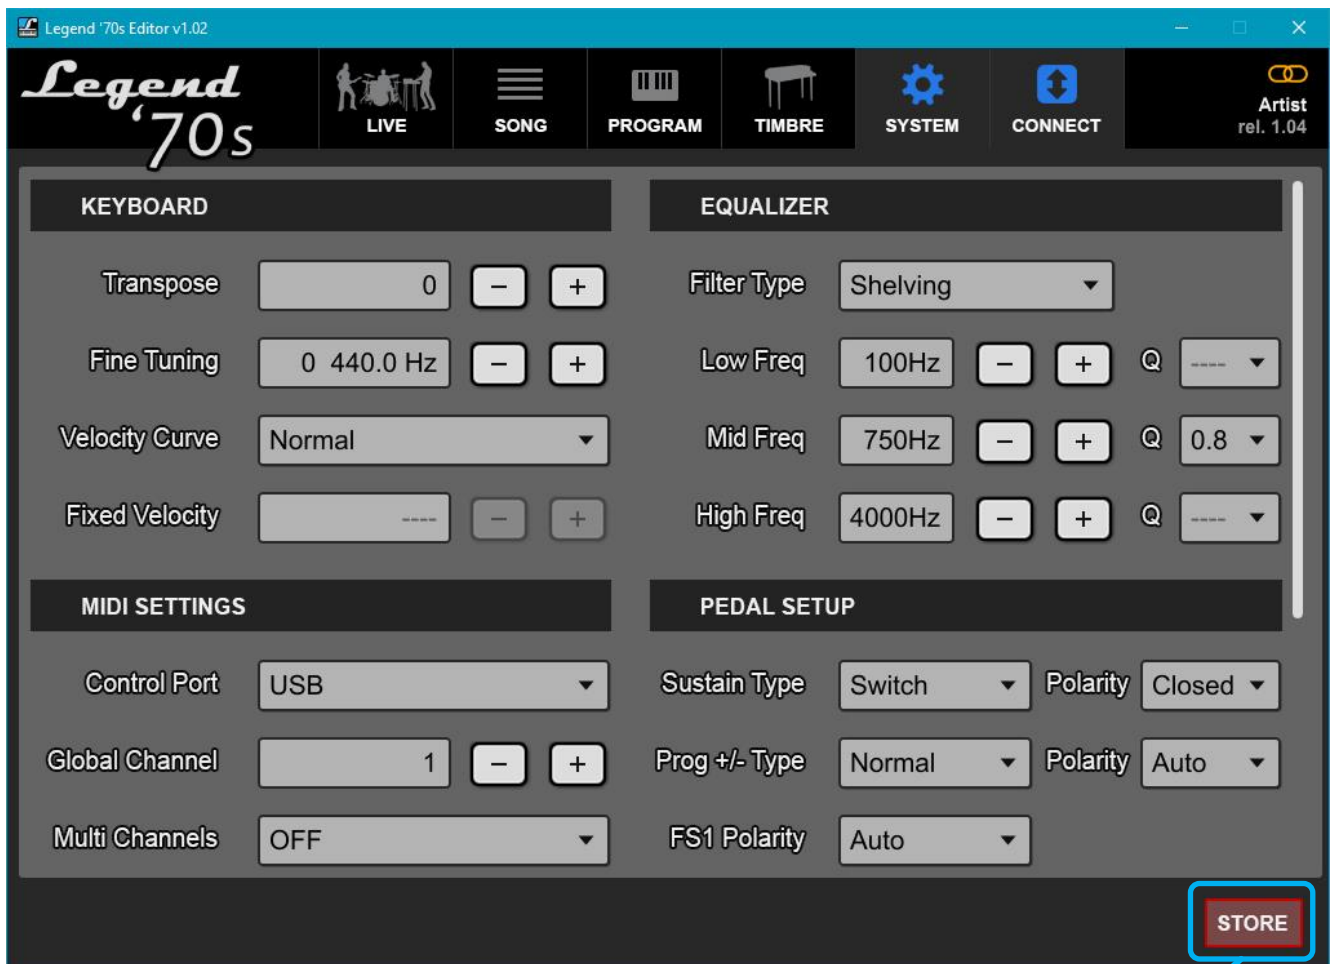 Legend '70s Editor v1.02
Legend
'70s
LIVE
SONG
PROGRAM
TIMBRE
SYSTEM
CONNECT
Artist
rel. 1.04
KEYBOARD
Transpose 0 - +
Fine Tuning 0 440.0 Hz - +
Velocity Curve Normal
Fixed Velocity ---- - +
EQUALIZER
Filter Type Shelving
Low Freq 100Hz - + Q ----
Mid Freq 750Hz - + Q 0.8
High Freq 4000Hz - + Q ----
MIDI SETTINGS
Control Port USB
Global Channel 1 - +
Multi Channels OFF
PEDAL SETUP
Sustain Type Switch Polarity Closed
Prog +/- Type Normal Polarity Auto
FS1 Polarity Auto
STORE